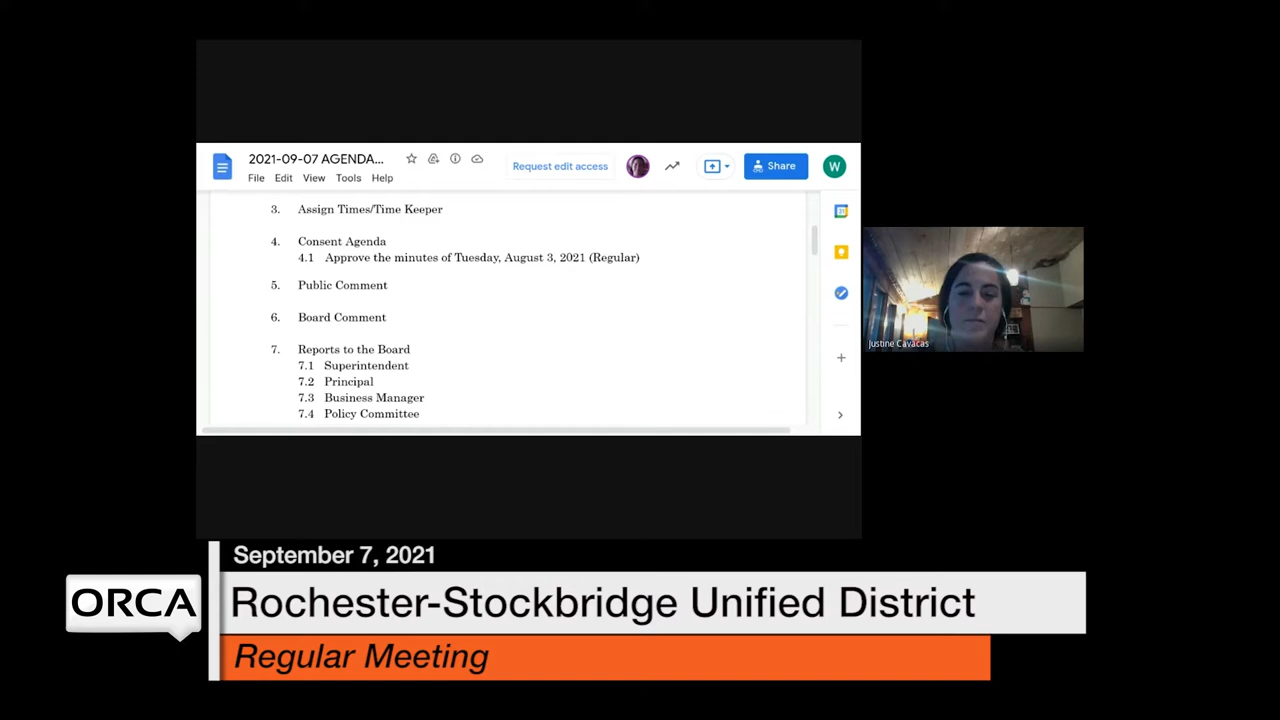 2021-09-07 AGENDA...
File Edit View Tools Help
Request edit access
Share
W
3. Assign Times/Time Keeper
4. Consent Agenda
4.1 Approve the minutes of Tuesday, August 3, 2021 (Regular)
5. Public Comment
6. Board Comment
7. Reports to the Board
7.1 Superintendent
7.2 Principal
7.3 Business Manager
7.4 Policy Committee
Justine Cavacas
September 7, 2021
ORCA
Rochester-Stockbridge Unified District
Regular Meeting